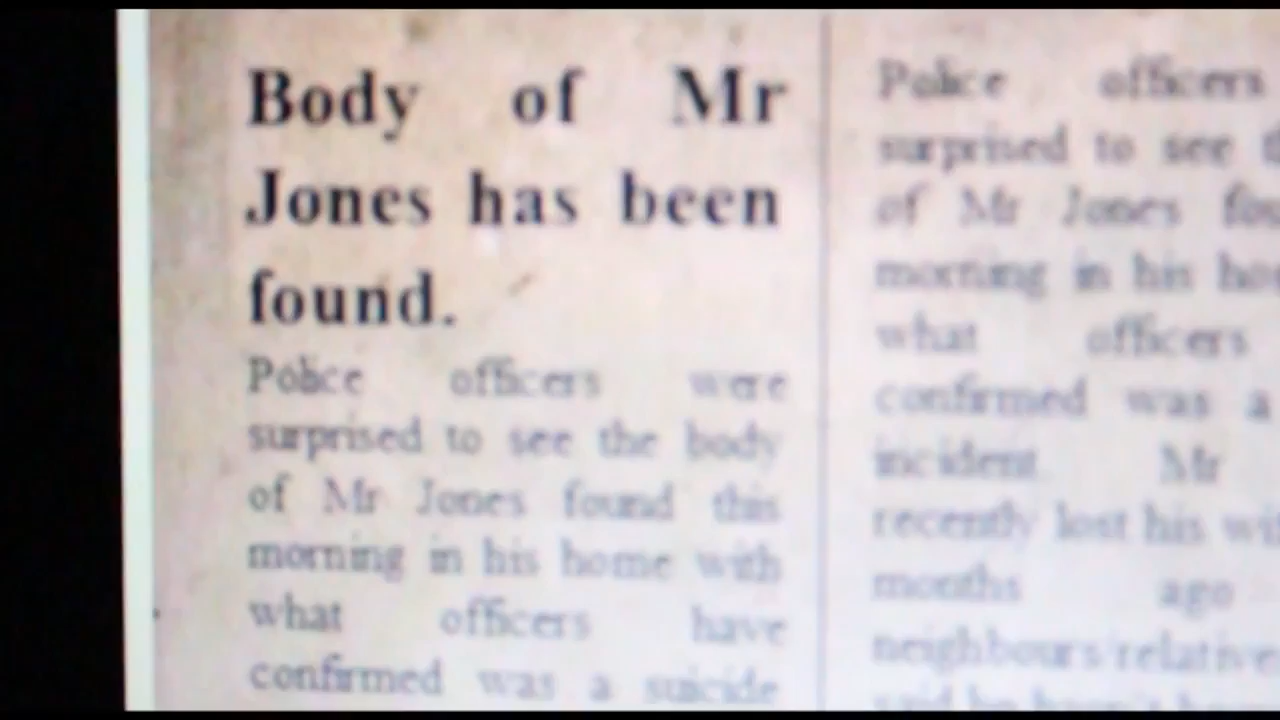 Body of Mr
Jones has been
found.
Police officers were
surprised to see the body
of Mr Jones found this
morning in his home with
what officers have
confirmed was a suicide
Police officers
surprised to see
of Mr Jones
morning in his
what officers
confirmed was a
incident. Mr
recently lost his
months ago